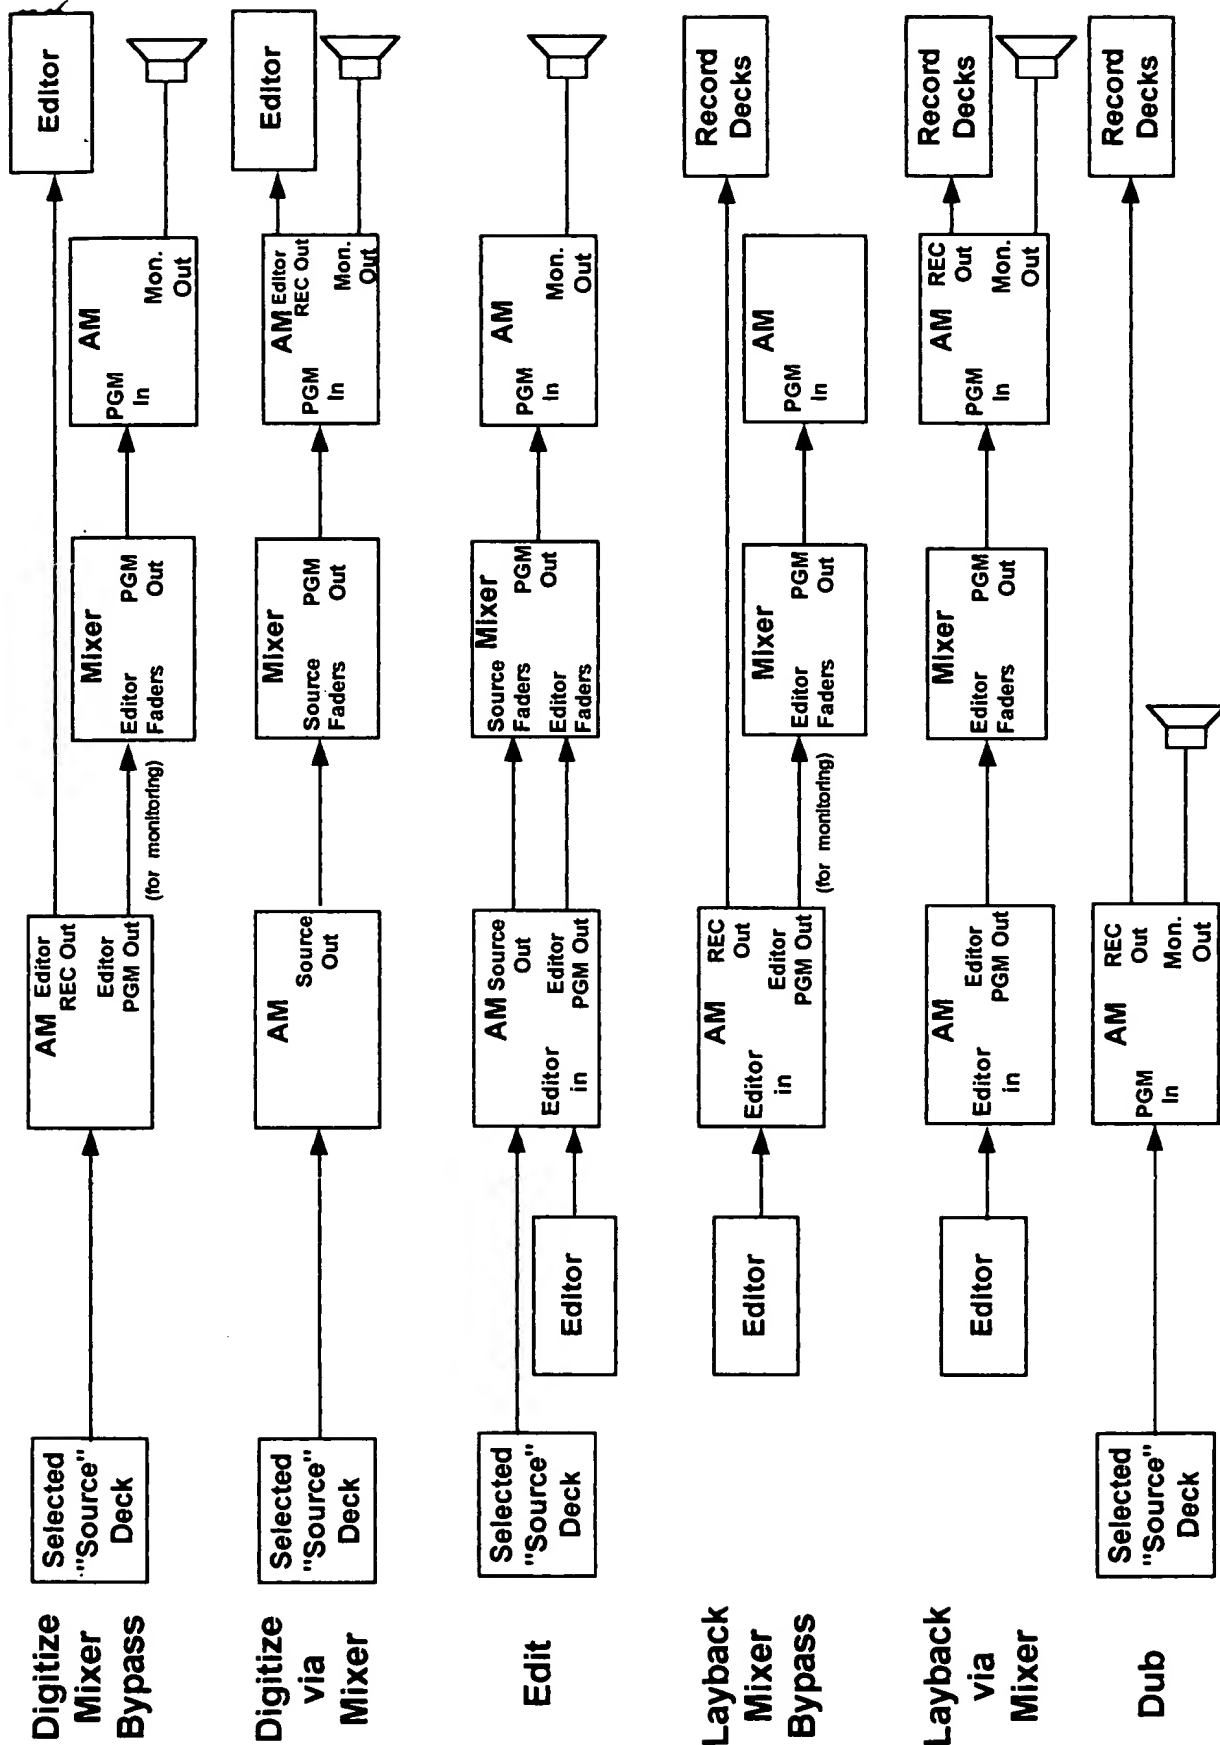 Digitize
Mixer
Bypass
Selected
"Source"
Deck
AM
Editor
REC Out
Editor
PGM Out
(for monitoring)
Mixer
Editor
Faders
PGM
Out
AM
PGM
In
Mon.
Out
Editor
Digitize
via
Mixer
Selected
"Source"
Deck
AM
Source
Out
Mixer
Source
Faders
PGM
Out
AM
Editor
REC Out
PGM
In
Mon.
Out
Editor
Edit
Selected
"Source"
Deck
Editor
AM
Source
Out
Editor
in
Editor
PGM Out
Mixer
Source
Faders
PGM
Out
Editor
Faders
AM
PGM
In
Mon.
Out
Layback
Mixer
Bypass
Editor
AM
REC
Out
Editor
in
Editor
PGM Out
(for monitoring)
Mixer
Editor
Faders
PGM
Out
AM
PGM
In
Record
Decks
Layback
via
Mixer
Editor
AM
Editor
in
Editor
PGM Out
Mixer
Editor
Faders
PGM
Out
AM
REC
Out
PGM
In
Mon.
Out
Record
Decks
Dub
Selected
"Source"
Deck
AM
REC
Out
PGM
In
Mon.
Out
Record
Decks